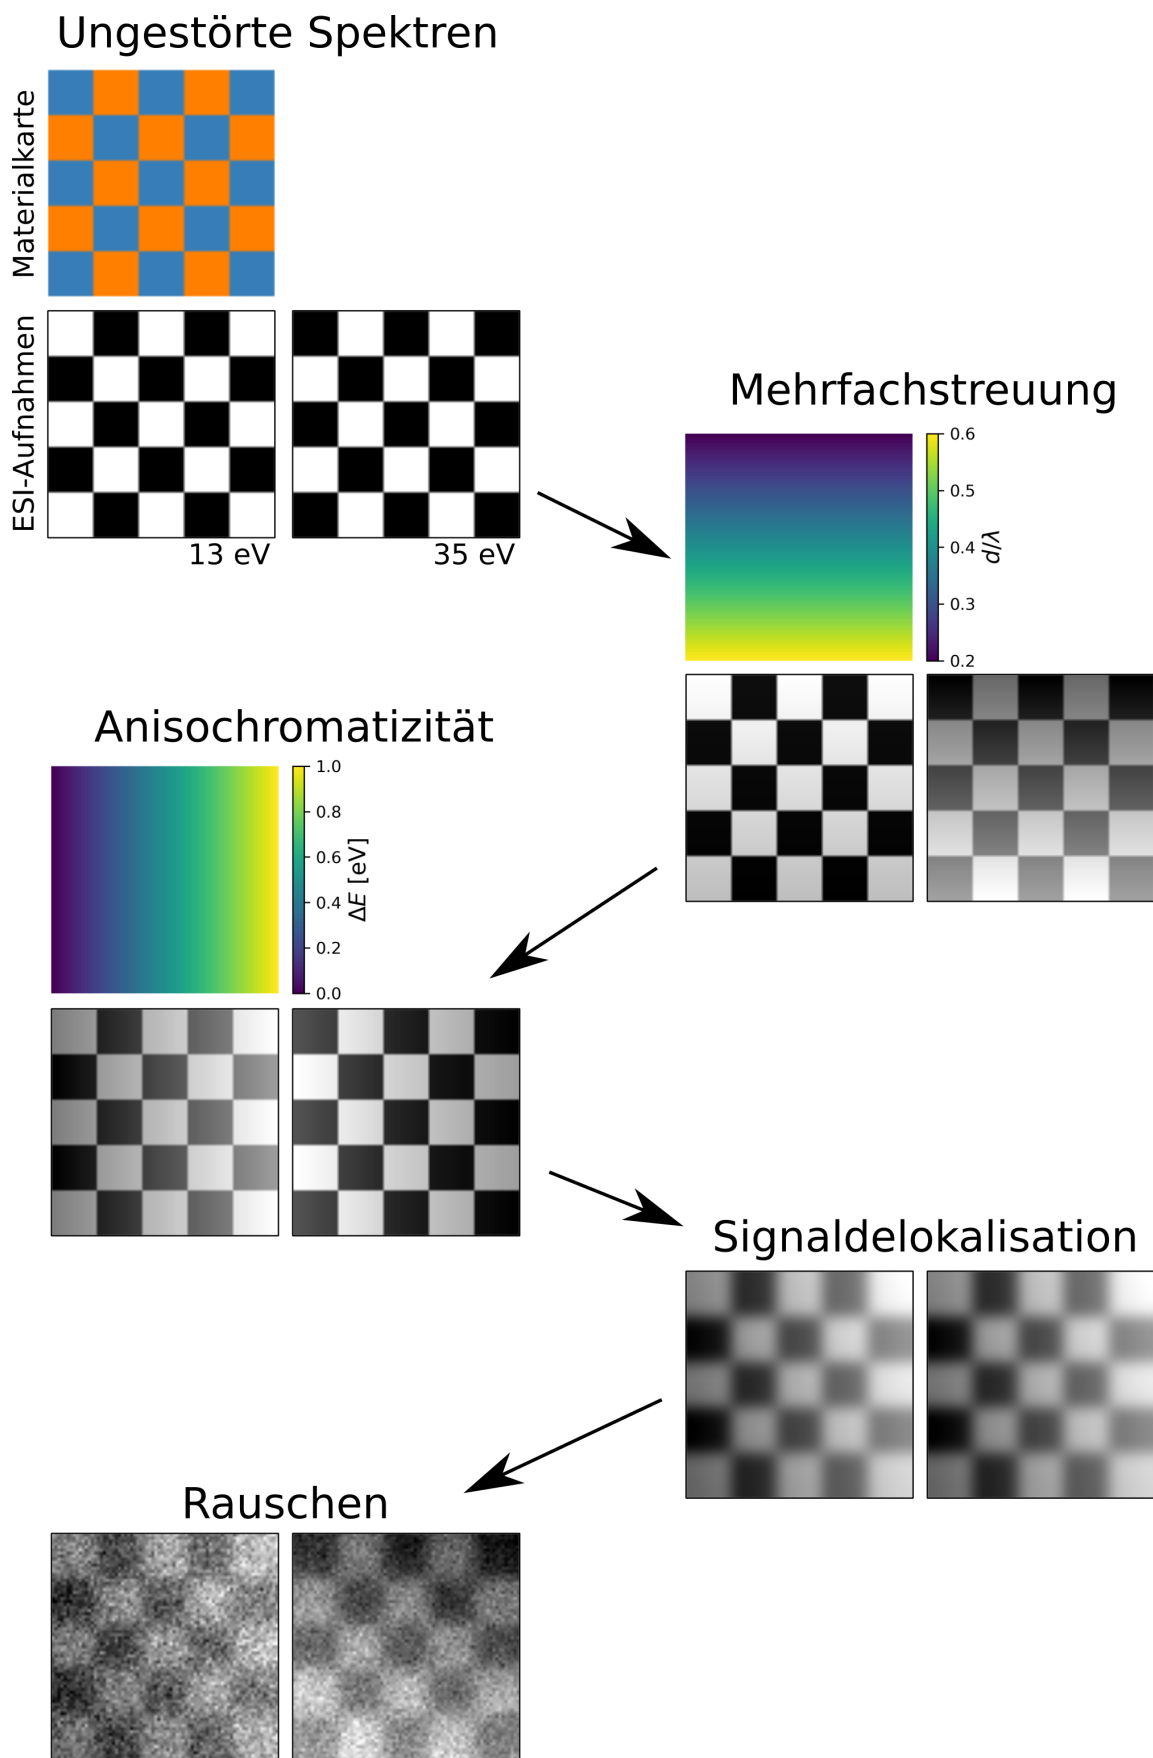 Ungestörte Spektren
Materialkarte
ESI-Aufnahmen
13 eV
35 eV
Mehrfachstreuung
0.6
0.5
0.4
0.3
0.2
d/λ
Anisochromatizität
1.0
0.8
0.6
0.4
0.2
0.0
ΔE [eV]
Signaldelokalisation
Rauschen